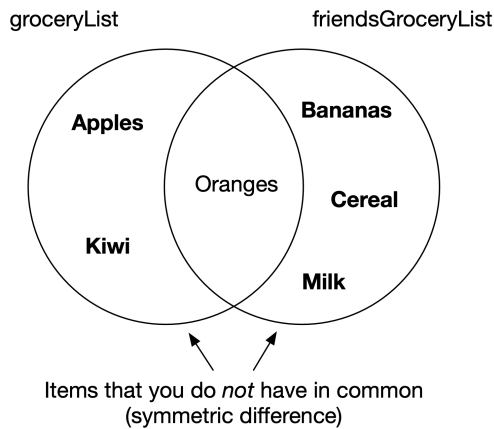 groceryList
friendsGroceryList
Apples
Bananas
Oranges
Cereal
Kiwi
Milk
Items that you do not have in common
(symmetric difference)